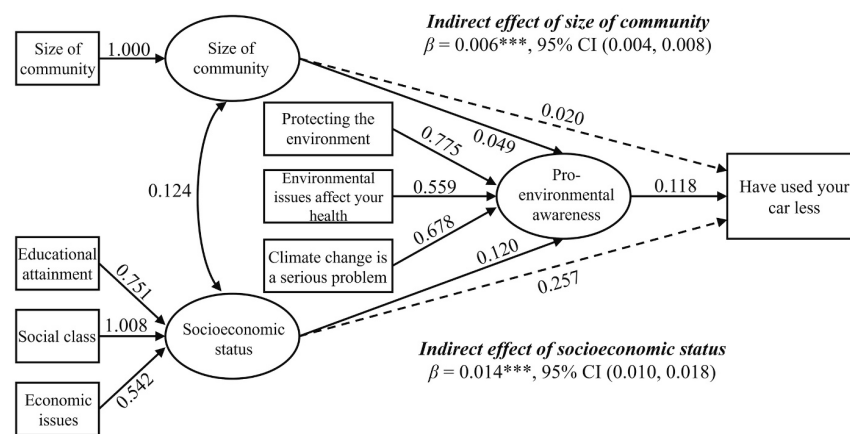 Size of
community
1.000
Size of
community
Indirect effect of size of community
β = 0.006***, 95% CI (0.004, 0.008)
0.020
0.049
Protecting the
environment
0.775
Environmental
issues affect your
health
0.559
Climate change is
a serious problem
0.678
Pro-
environmental
awareness
0.118
Have used your
car less
0.124
0.120
0.257
Educational
attainment
0.751
Social class
1.008
Economic
issues
0.542
Socioeconomic
status
Indirect effect of socioeconomic status
β = 0.014***, 95% CI (0.010, 0.018)